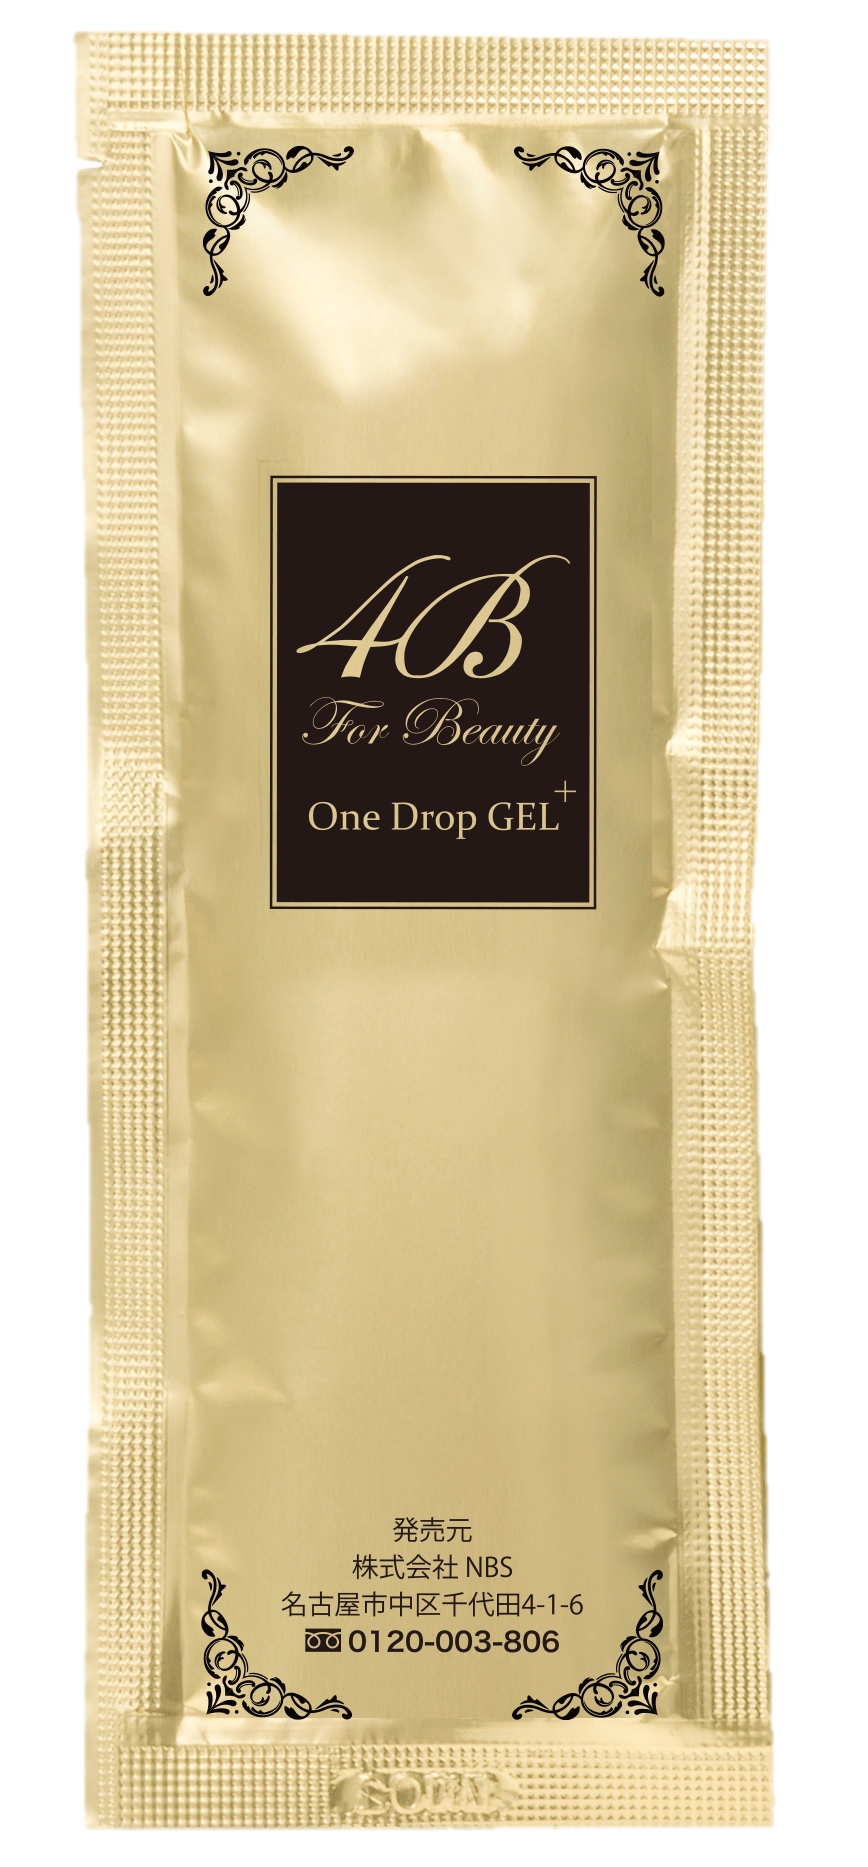 4B
For Beauty
One Drop GEL+
発売元
株式会社 NBS
名古屋市中区千代田4-1-6
0120-003-806